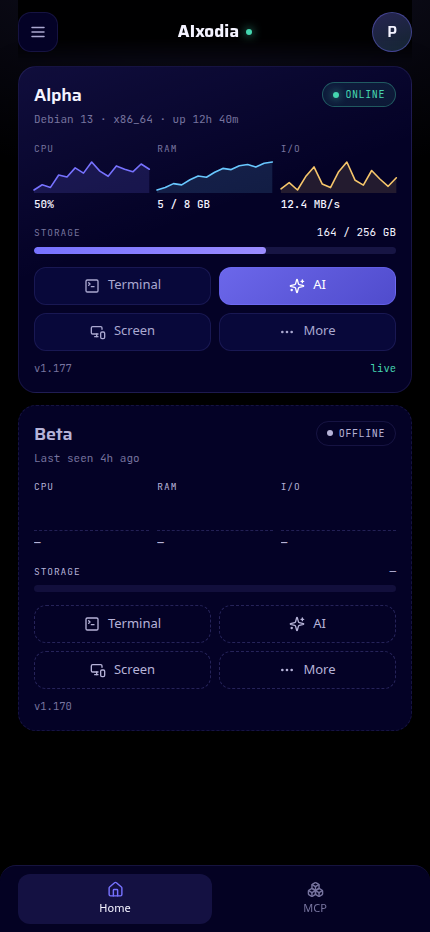 AIxodia
P
Alpha
ONLINE
Debian 13 · x86_64 · up 12h 40m
CPU RAM I/O
50% 5 / 8 GB 12.4 MB/s
STORAGE 164 / 256 GB
Terminal AI
Screen More
v1.177 live
Beta
OFFLINE
Last seen 4h ago
CPU RAM I/O
— — —
STORAGE —
Terminal AI
Screen More
v1.170
Home MCP